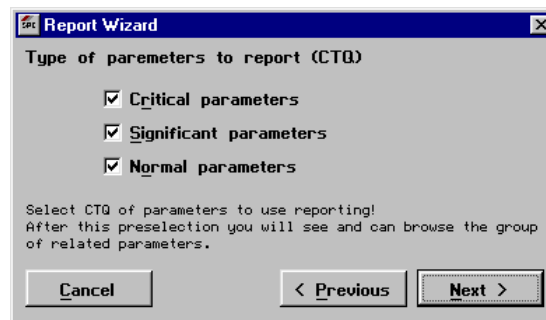 SPC Report Wizard
Type of paremeters to report (CTQ)
Critical parameters
Significant parameters
Normal parameters
Select CTQ of parameters to use reporting!
After this preselection you will see and can browse the group
of related parameters.
Cancel
< Previous
Next >